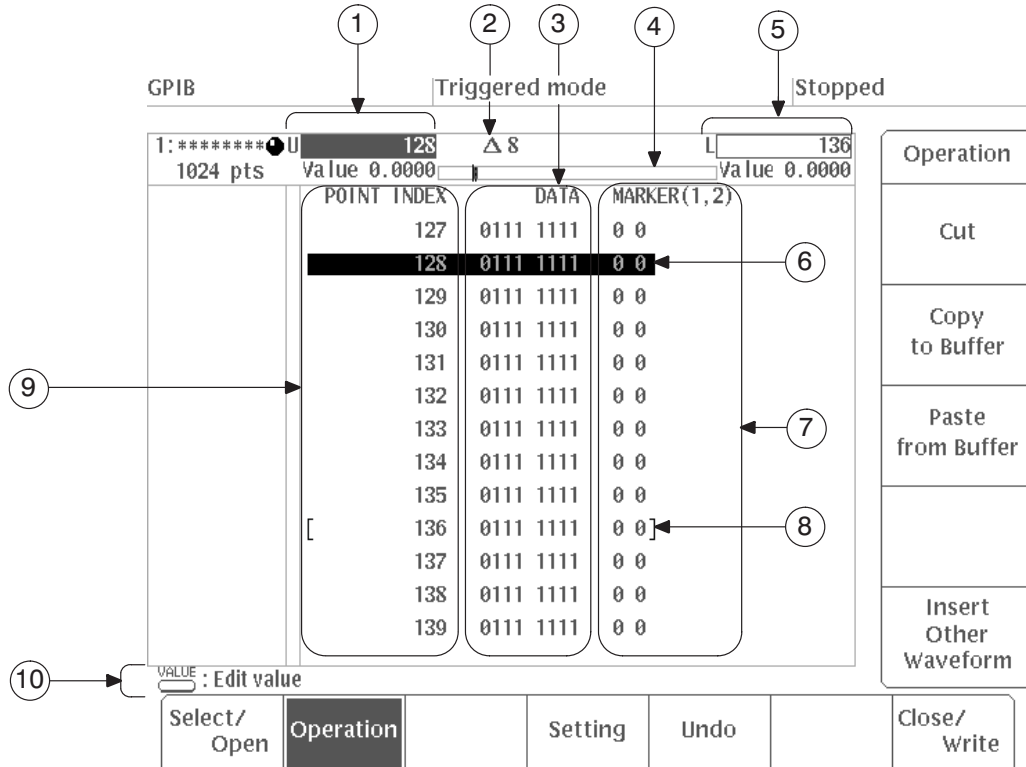 1 2 3 4 5
GPIB Triggered mode Stopped
1:******** U 128 Δ 8 L 136
1024 pts Value 0.0000 Value 0.0000
POINT INDEX DATA MARKER(1,2)
127 0111 1111 0 0
128 0111 1111 0 0 6
129 0111 1111 0 0
130 0111 1111 0 0
131 0111 1111 0 0
9 132 0111 1111 0 0
133 0111 1111 0 0 7
134 0111 1111 0 0
135 0111 1111 0 0
[ 136 0111 1111 0 0 ] 8
137 0111 1111 0 0
138 0111 1111 0 0
139 0111 1111 0 0
10 VALUE : Edit value
Operation
Cut
Copy
to Buffer
Paste
from Buffer
Insert
Other
Waveform
Select/
Open
Operation
Setting
Undo
Close/
Write